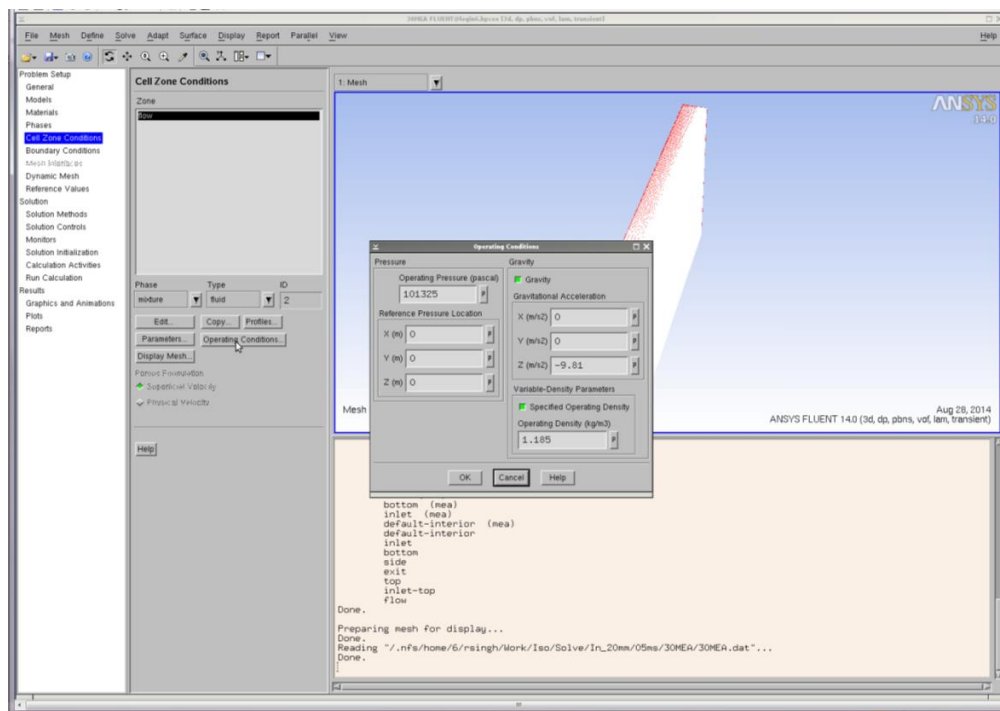 30MEA FLUENT [3d, dp, pbns, vof, lam, transient]
File Mesh Define Solve Adapt Surface Display Report Parallel View Help
Problem Setup
General
Models
Materials
Phases
Cell Zone Conditions
Boundary Conditions
Mesh Interfaces
Dynamic Mesh
Reference Values
Solution
Solution Methods
Solution Controls
Monitors
Solution Initialization
Calculation Activities
Run Calculation
Results
Graphics and Animations
Plots
Reports
Cell Zone Conditions
Zone
flow
Phase Type ID
mixture fluid 2
Edit... Copy... Profiles...
Parameters... Operating Conditions...
Display Mesh...
Porous Formulation
Superficial Velocity
Physical Velocity
Help
1: Mesh
ANSYS
14.0
Operating Conditions
Pressure
Operating Pressure (pascal)
101325 P
Reference Pressure Location
X (m) 0 P
Y (m) 0 P
Z (m) 0 P
Gravity
Gravity
Gravitational Acceleration
X (m/s2) 0 P
Y (m/s2) 0 P
Z (m/s2) -9.81 P
Variable-Density Parameters
Specified Operating Density
Operating Density (kg/m3)
1.185 P
OK Cancel Help
Mesh
Aug 28, 2014
ANSYS FLUENT 14.0 (3d, dp, pbns, vof, lam, transient)
bottom (mea)
inlet (mea)
default-interior (mea)
default-interior
inlet
bottom
side
exit
top
inlet-top
flow
Done.
Preparing mesh for display...
Done.
Reading "/.nfs/home/6/rsingh/Work/Iso/Solve/In_20mm/05ms/30MEA/30MEA.dat"...
Done.